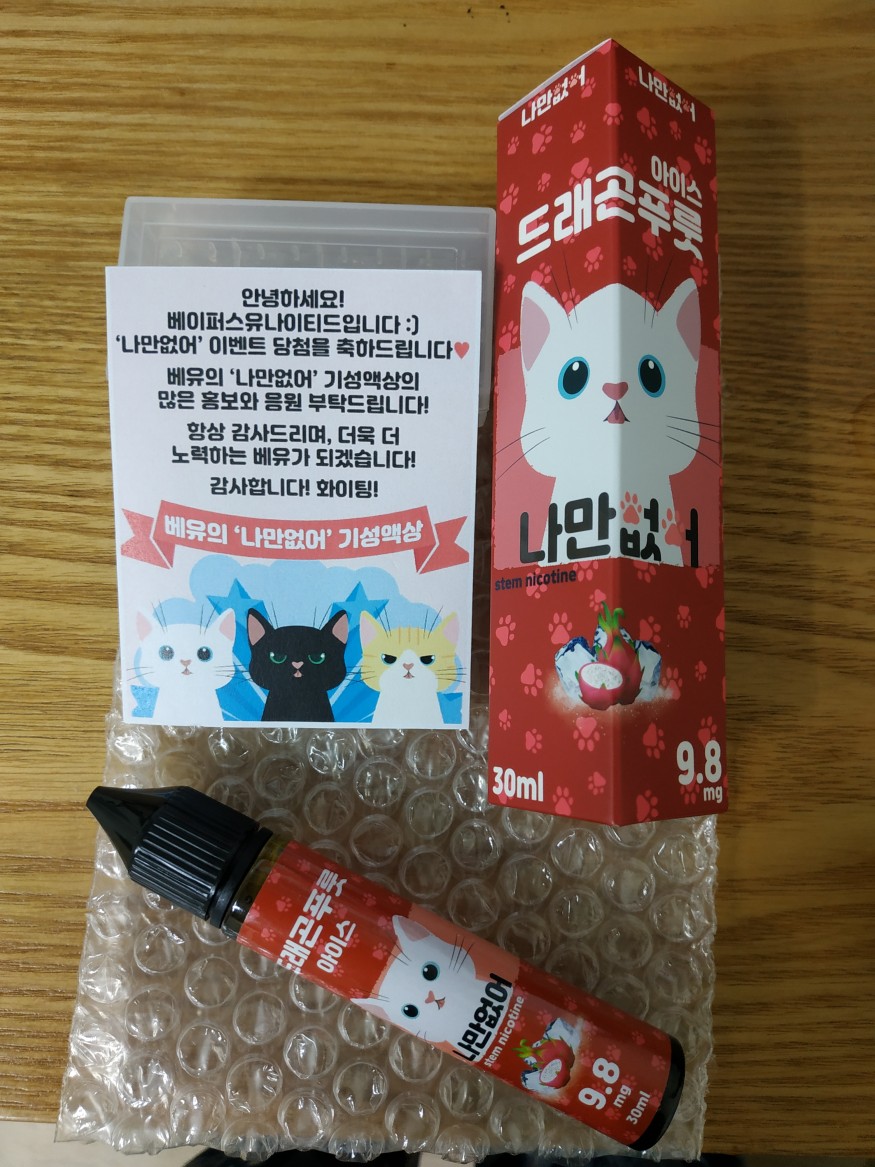 안녕하세요!
베이퍼스유나이티드입니다 :)
‘나만없어’ 이벤트 당첨을 축하드립니다♥
베유의 ‘나만없어’ 기성액상의
많은 홍보와 응원 부탁드립니다!
항상 감사드리며, 더욱 더
노력하는 베유가 되겠습니다!
감사합니다! 화이팅!
베유의 ‘나만없어’ 기성액상
나만없어
나만없어
아이스
드래곤푸룻
나만없어
stem nicotine
30ml
9.8
mg
드래곤푸룻
아이스
나만없어
stem nicotine
9.8
mg
30ml